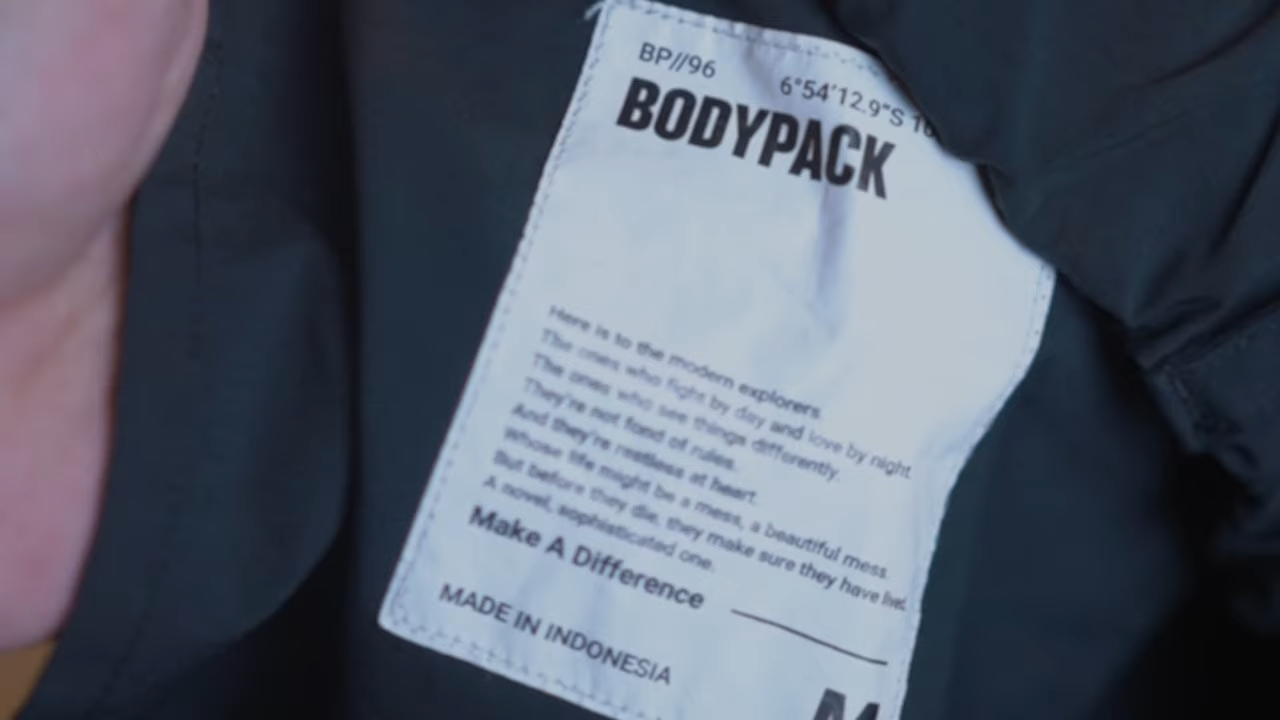 BP//96
6°54'12.9"S 10
BODYPACK
Here is to the modern explorers.
The ones who fight by day and love by night.
The ones who see things differently.
They're not fond of rules.
And they're restless at heart.
Whose life might be a mess, a beautiful mess.
But before they die, they make sure they have lived.
A novel, sophisticated one.
Make A Difference
MADE IN INDONESIA
M